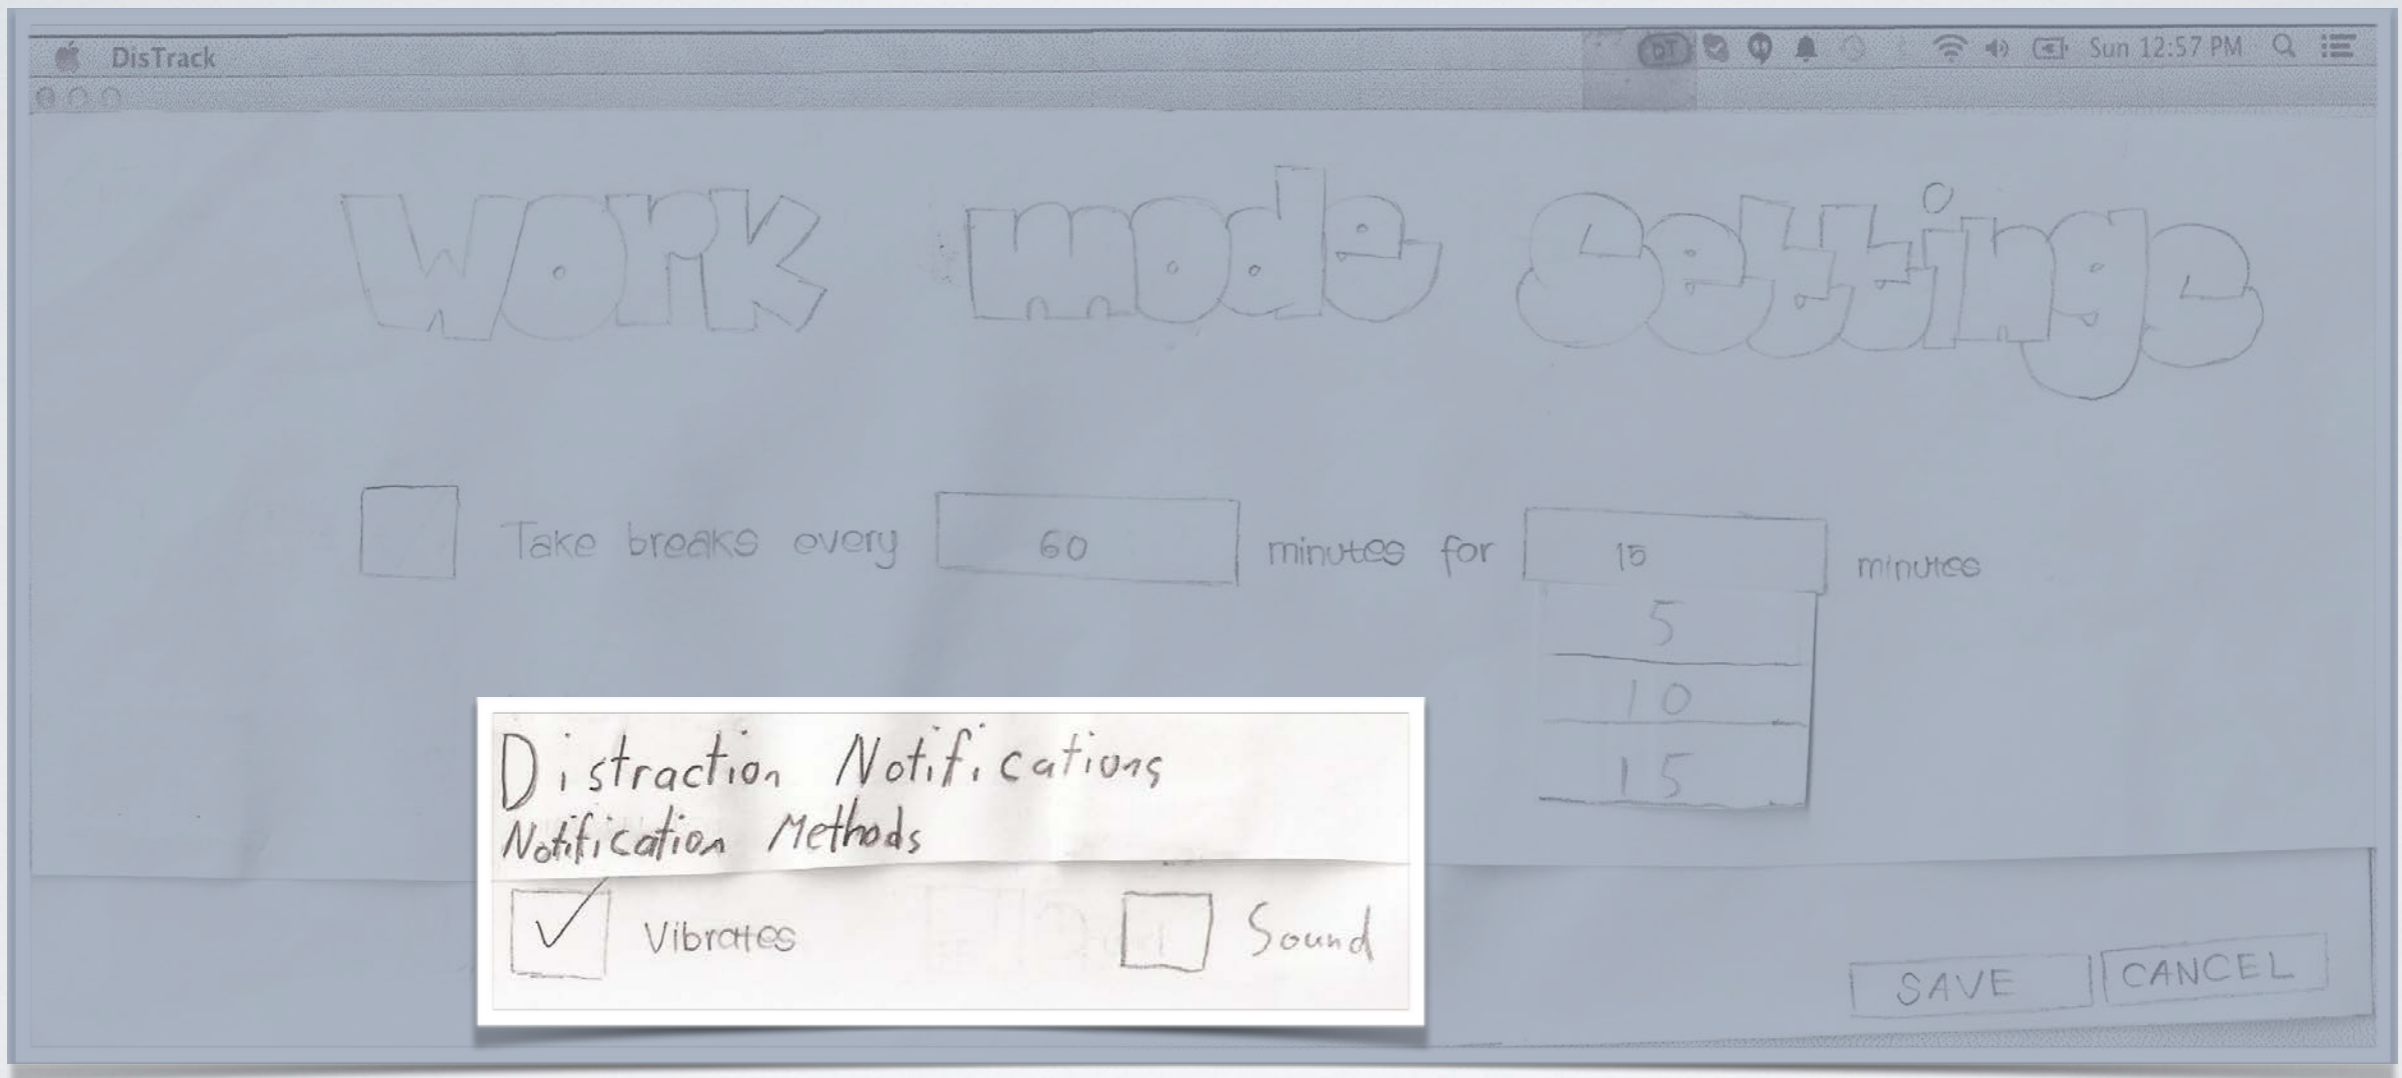 DisTrack
DT Sun 12:57 PM
Work mode Settings
Take breaks every 60 minutes for 15 minutes
5
10
15
Distraction Notifications
Notification Methods
Vibrates Sound
SAVE CANCEL